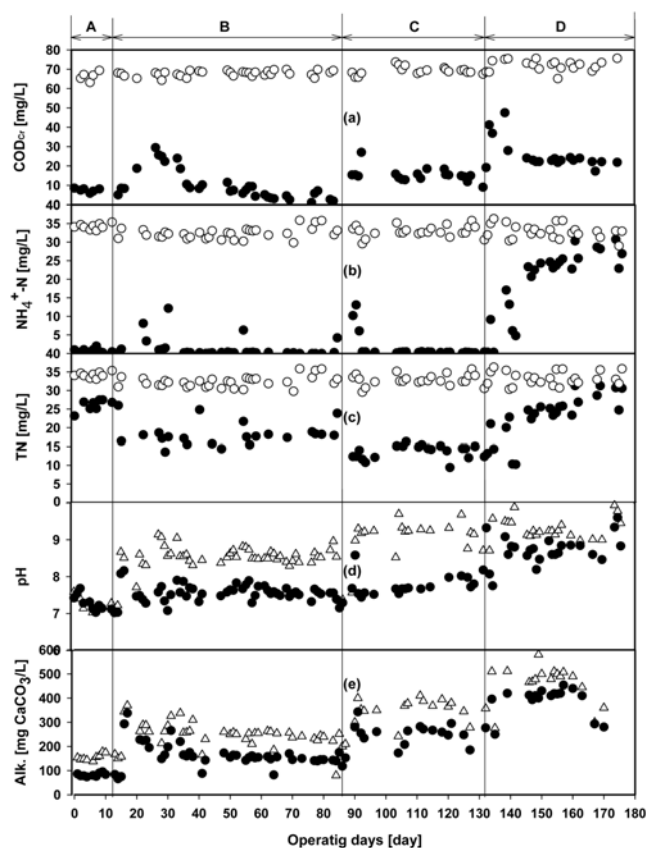 A B C D
80
70
60
50
40
30
20
10
COD_Cr [mg/L]
(a)
40
35
30
25
20
15
10
5
NH₄⁺-N [mg/L]
(b)
40
35
30
25
20
15
10
5
0
TN [mg/L]
(c)
9
8
7
pH
(d)
600
500
400
300
200
100
0
Alk. [mg CaCO₃/L]
(e)
0 10 20 30 40 50 60 70 80 90 100 110 120 130 140 150 160 170 180
Operatig days [day]